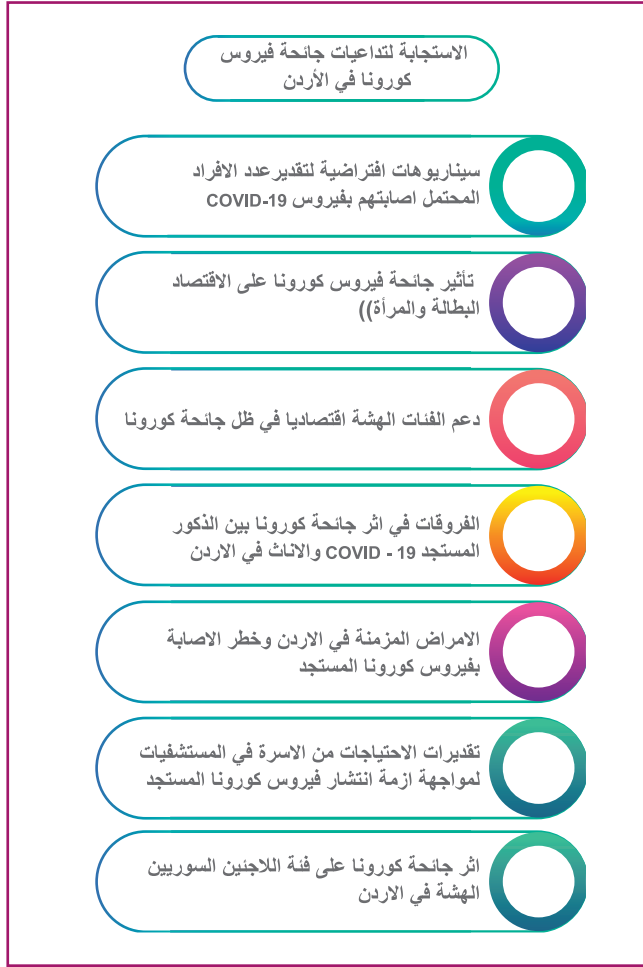 الاستجابة لتداعيات جائحة فيروس
كورونا في الأردن
سيناريوهات افتراضية لتقديرعدد الافراد
المحتمل اصابتهم بفيروس COVID-19
تأثير جائحة فيروس كورونا على الاقتصاد
البطالة والمرأة))
دعم الفئات الهشة اقتصاديا في ظل جائحة كورونا
الفروقات في اثر جائحة كورونا بين الذكور
المستجد COVID - 19 والاناث في الاردن
الامراض المزمنة في الاردن وخطر الاصابة
بفيروس كورونا المستجد
تقديرات الاحتياجات من الاسرة في المستشفيات
لمواجهة ازمة انتشار فيروس كورونا المستجد
اثر جائحة كورونا على فئة اللاجئين السوريين
الهشة في الاردن